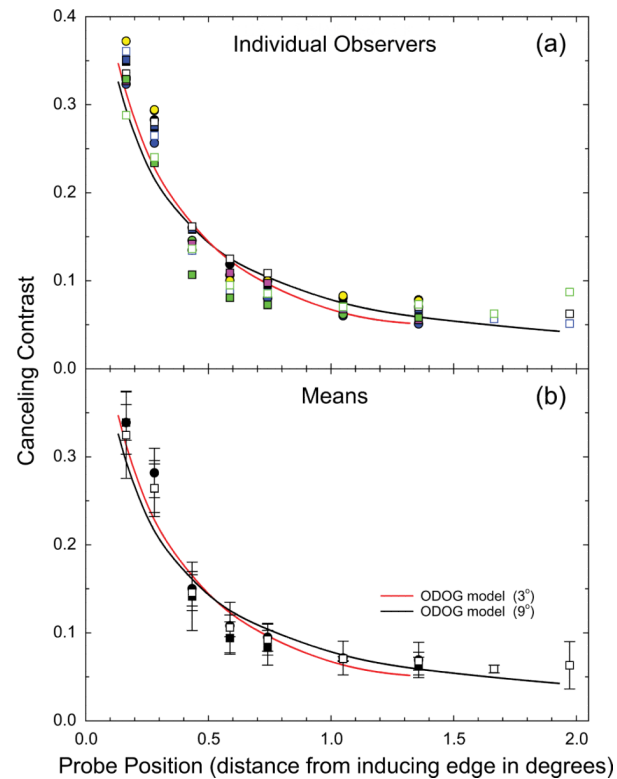 0.4
Individual Observers
(a)
0.3
0.2
0.1
0.0
Canceling Contrast
Means
(b)
0.3
0.2
ODOG model (3°)
ODOG model (9°)
0.1
0.0
0.0 0.5 1.0 1.5 2.0
Probe Position (distance from inducing edge in degrees)